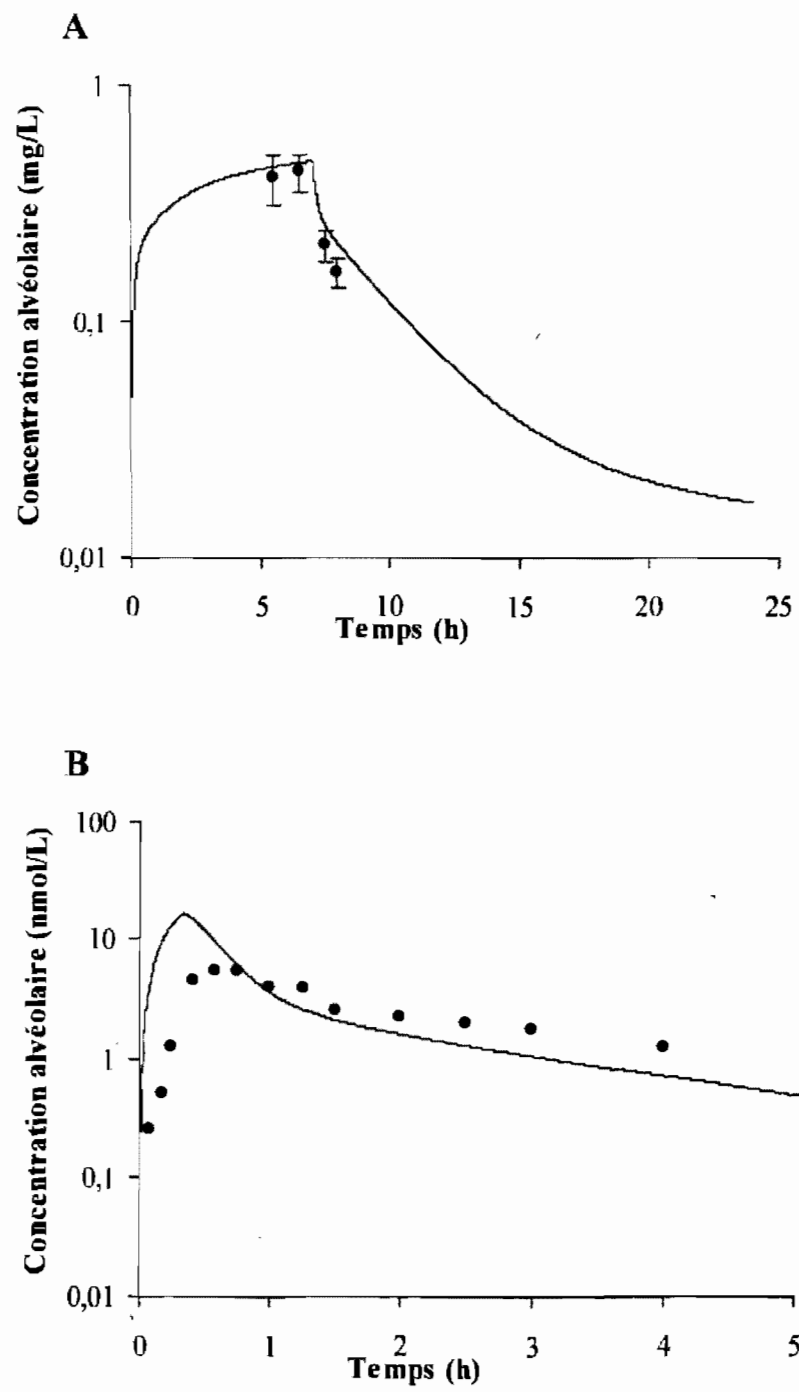 A
Concentration alvéolaire (mg/L)
1
0,1
0,01
0 5 10 15 20 25
Temps (h)
B
Concentration alvéolaire (nmol/L)
100
10
1
0,1
0,01
0 1 2 3 4 5
Temps (h)